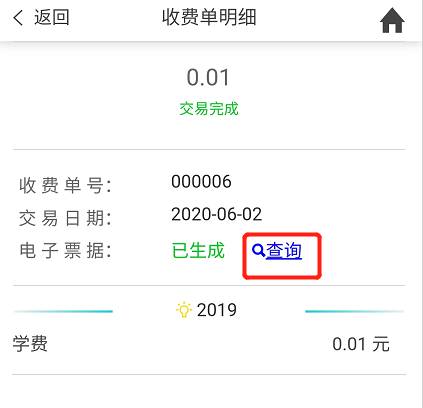 返回 收费单明细
0.01
交易完成
收费单号： 000006
交易日期： 2020-06-02
电子票据： 已生成 查询
2019
学费 0.01 元